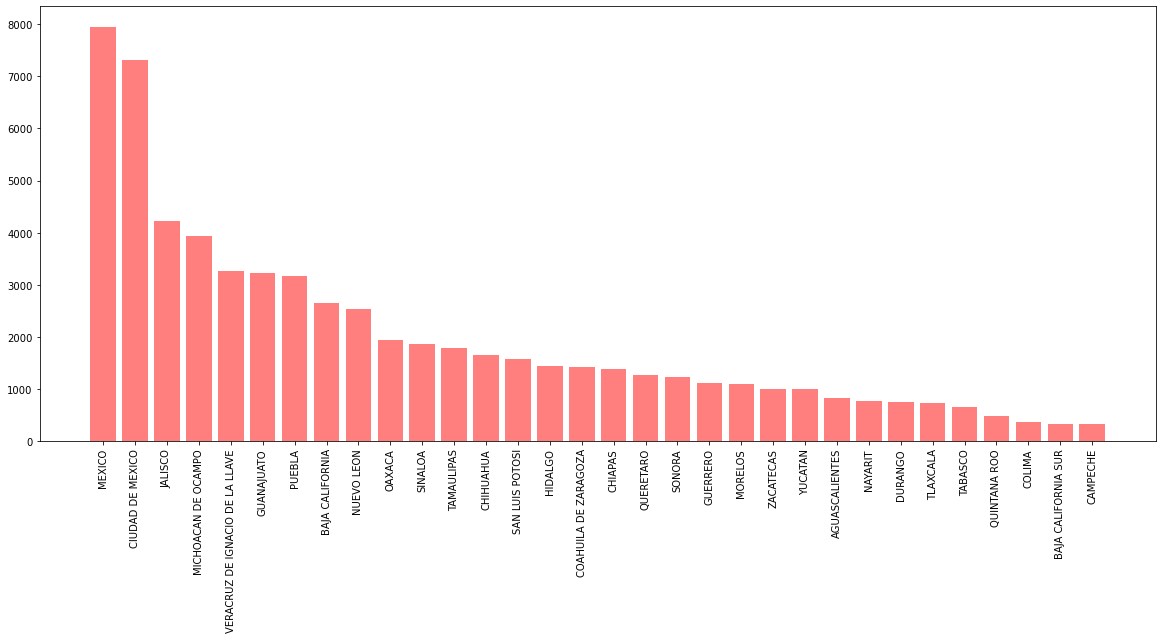 8000
7000
6000
5000
4000
3000
2000
1000
0
MEXICO
CIUDAD DE MEXICO
JALISCO
MICHOACAN DE OCAMPO
VERACRUZ DE IGNACIO DE LA LLAVE
GUANAJUATO
PUEBLA
BAJA CALIFORNIA
NUEVO LEON
OAXACA
SINALOA
TAMAULIPAS
CHIHUAHUA
SAN LUIS POTOSI
HIDALGO
COAHUILA DE ZARAGOZA
CHIAPAS
QUERETARO
SONORA
GUERRERO
MORELOS
ZACATECAS
YUCATAN
AGUASCALIENTES
NAYARIT
DURANGO
TLAXCALA
TABASCO
QUINTANA ROO
COLIMA
BAJA CALIFORNIA SUR
CAMPECHE